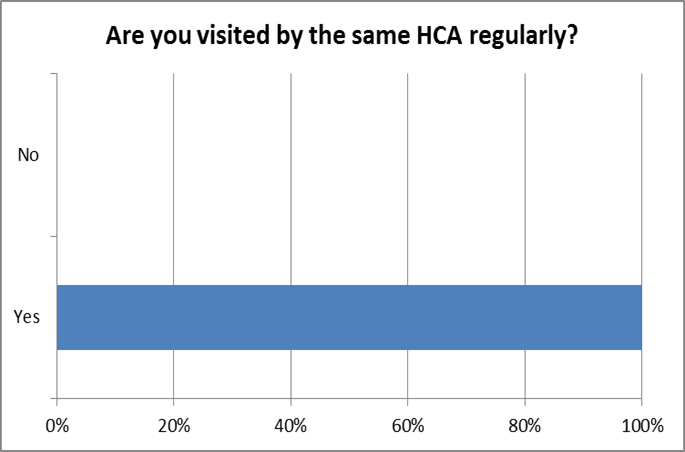 Are you visited by the same HCA regularly?
No
Yes
0% 20% 40% 60% 80% 100%